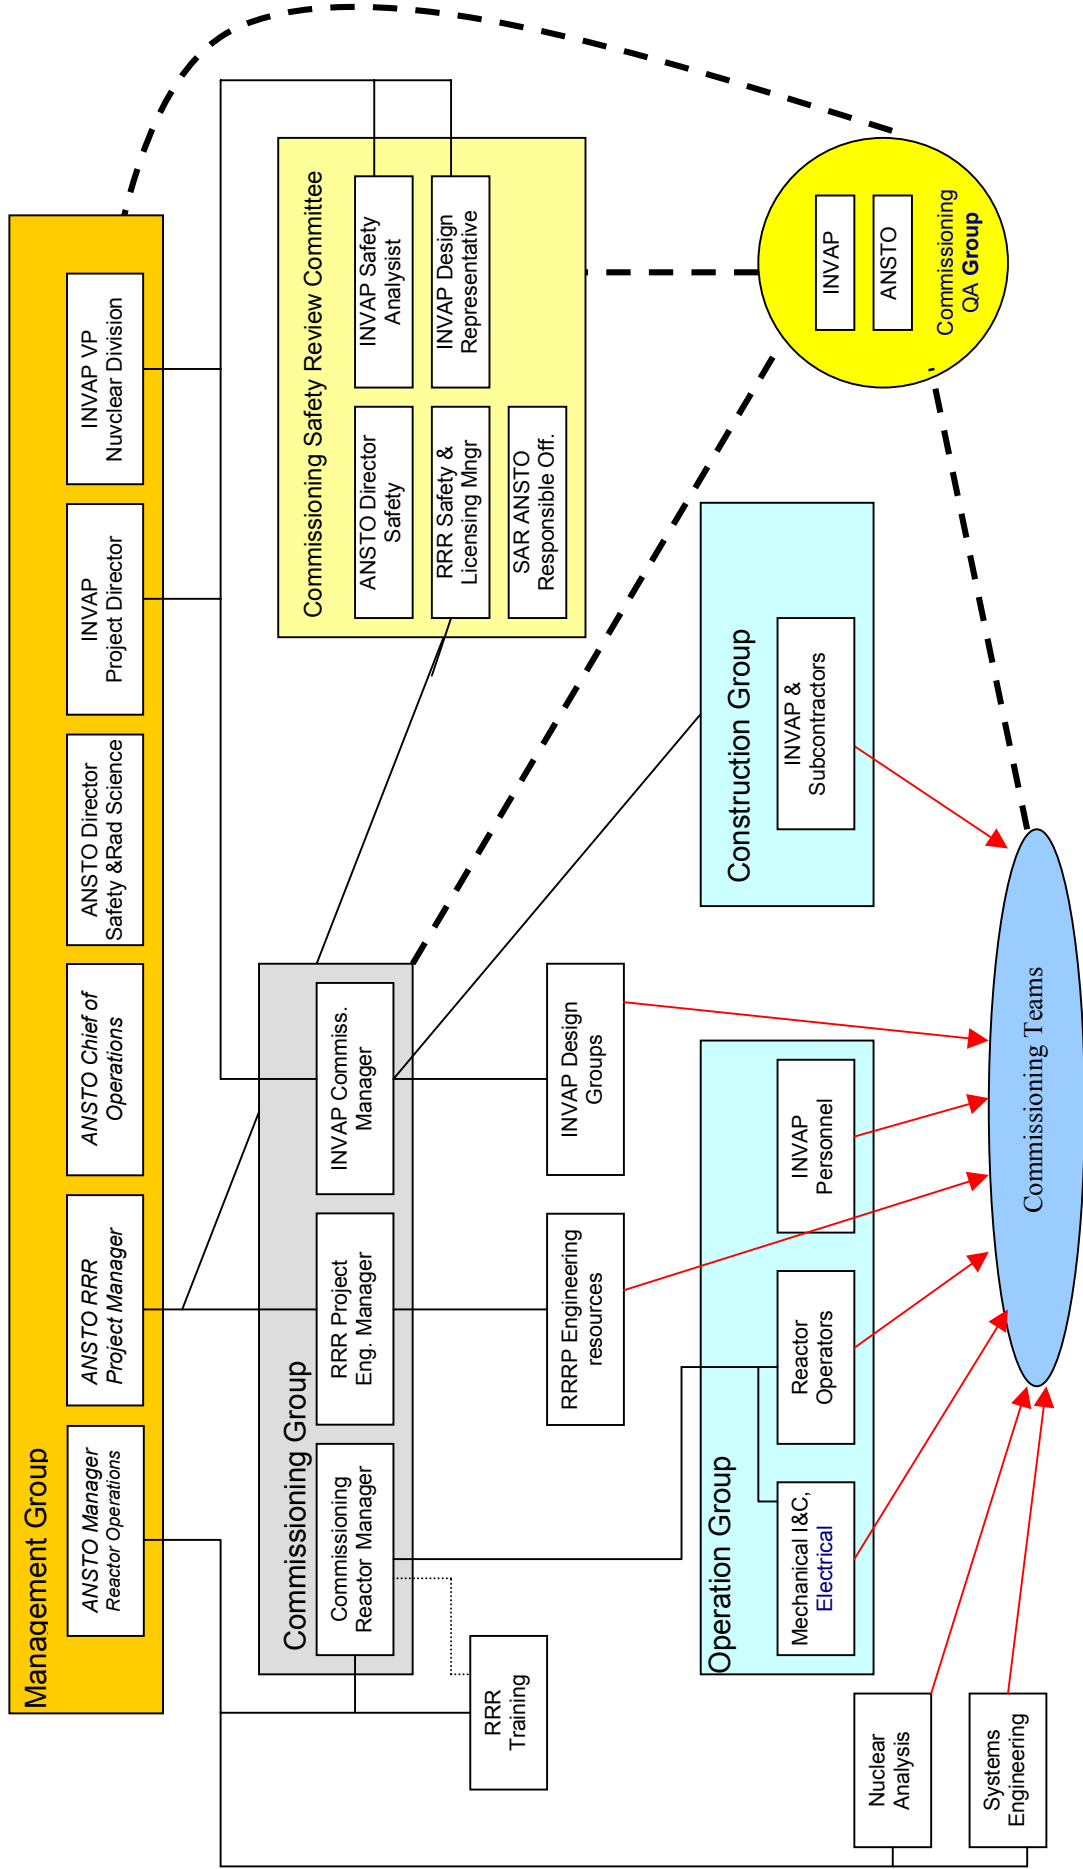 Management Group
ANSTO Manager
Reactor Operations
ANSTO RRR
Project Manager
ANSTO Chief of
Operations
ANSTO Director
Safety &Rad Science
INVAP
Project Director
INVAP VP
Nuvclear Division
Commissioning Group
Commissioning
Reactor Manager
RRR Project
Eng. Manager
INVAP Commiss.
Manager
Commissioning Safety Review Committee
ANSTO Director
Safety
INVAP Safety
Analysist
RRR Safety &
Licensing Mngr
INVAP Design
Representative
SAR ANSTO
Responsible Off.
RRR
Training
RRRP Engineering
resources
INVAP Design
Groups
Operation Group
Mechanical I&C,
Electrical
Reactor
Operators
INVAP
Personnel
Construction Group
INVAP &
Subcontractors
INVAP
ANSTO
Commissioning
QA Group
Nuclear
Analysis
Systems
Engineering
Commissioning Teams